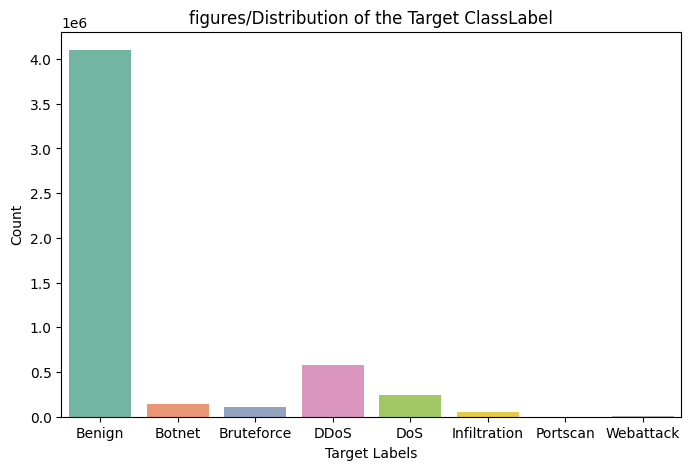 figures/Distribution of the Target ClassLabel
1e6
4.0
3.5
3.0
2.5
2.0
1.5
1.0
0.5
0.0
Count
Benign Botnet Bruteforce DDoS DoS Infiltration Portscan Webattack
Target Labels